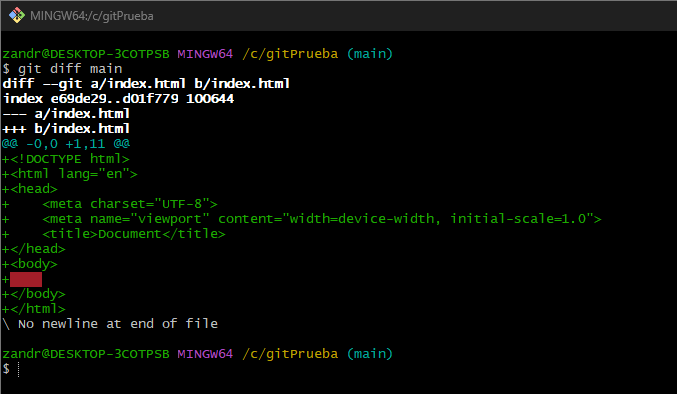 MINGW64:/c/gitPrueba
zandr@DESKTOP-3COTPSB MINGW64 /c/gitPrueba (main)
$ git diff main
diff --git a/index.html b/index.html
index e69de29..d01f779 100644
--- a/index.html
+++ b/index.html
@@ -0,0 +1,11 @@
+<!DOCTYPE html>
+<html lang="en">
+<head>
+    <meta charset="UTF-8">
+    <meta name="viewport" content="width=device-width, initial-scale=1.0">
+    <title>Document</title>
+</head>
+<body>
+
+</body>
+</html>
\ No newline at end of file
zandr@DESKTOP-3COTPSB MINGW64 /c/gitPrueba (main)
$